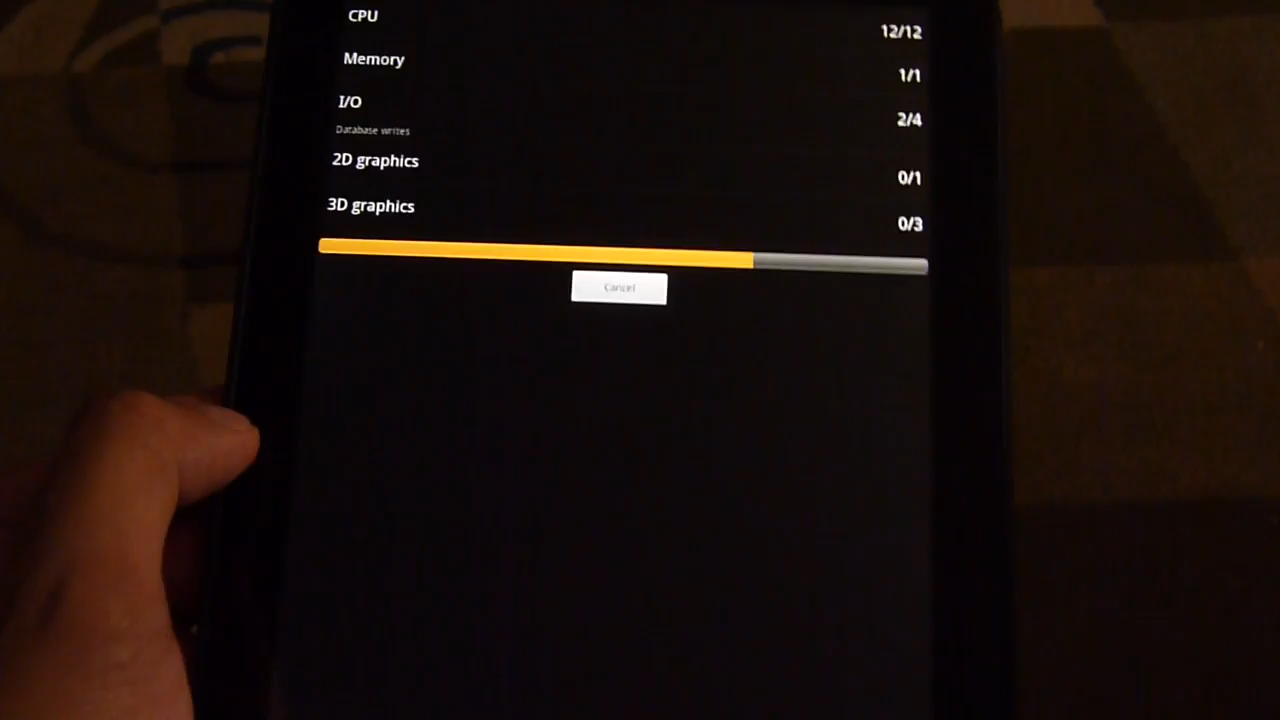 CPU
12/12
Memory
1/1
I/O
2/4
Database writes
2D graphics
0/1
3D graphics
0/3
Cancel